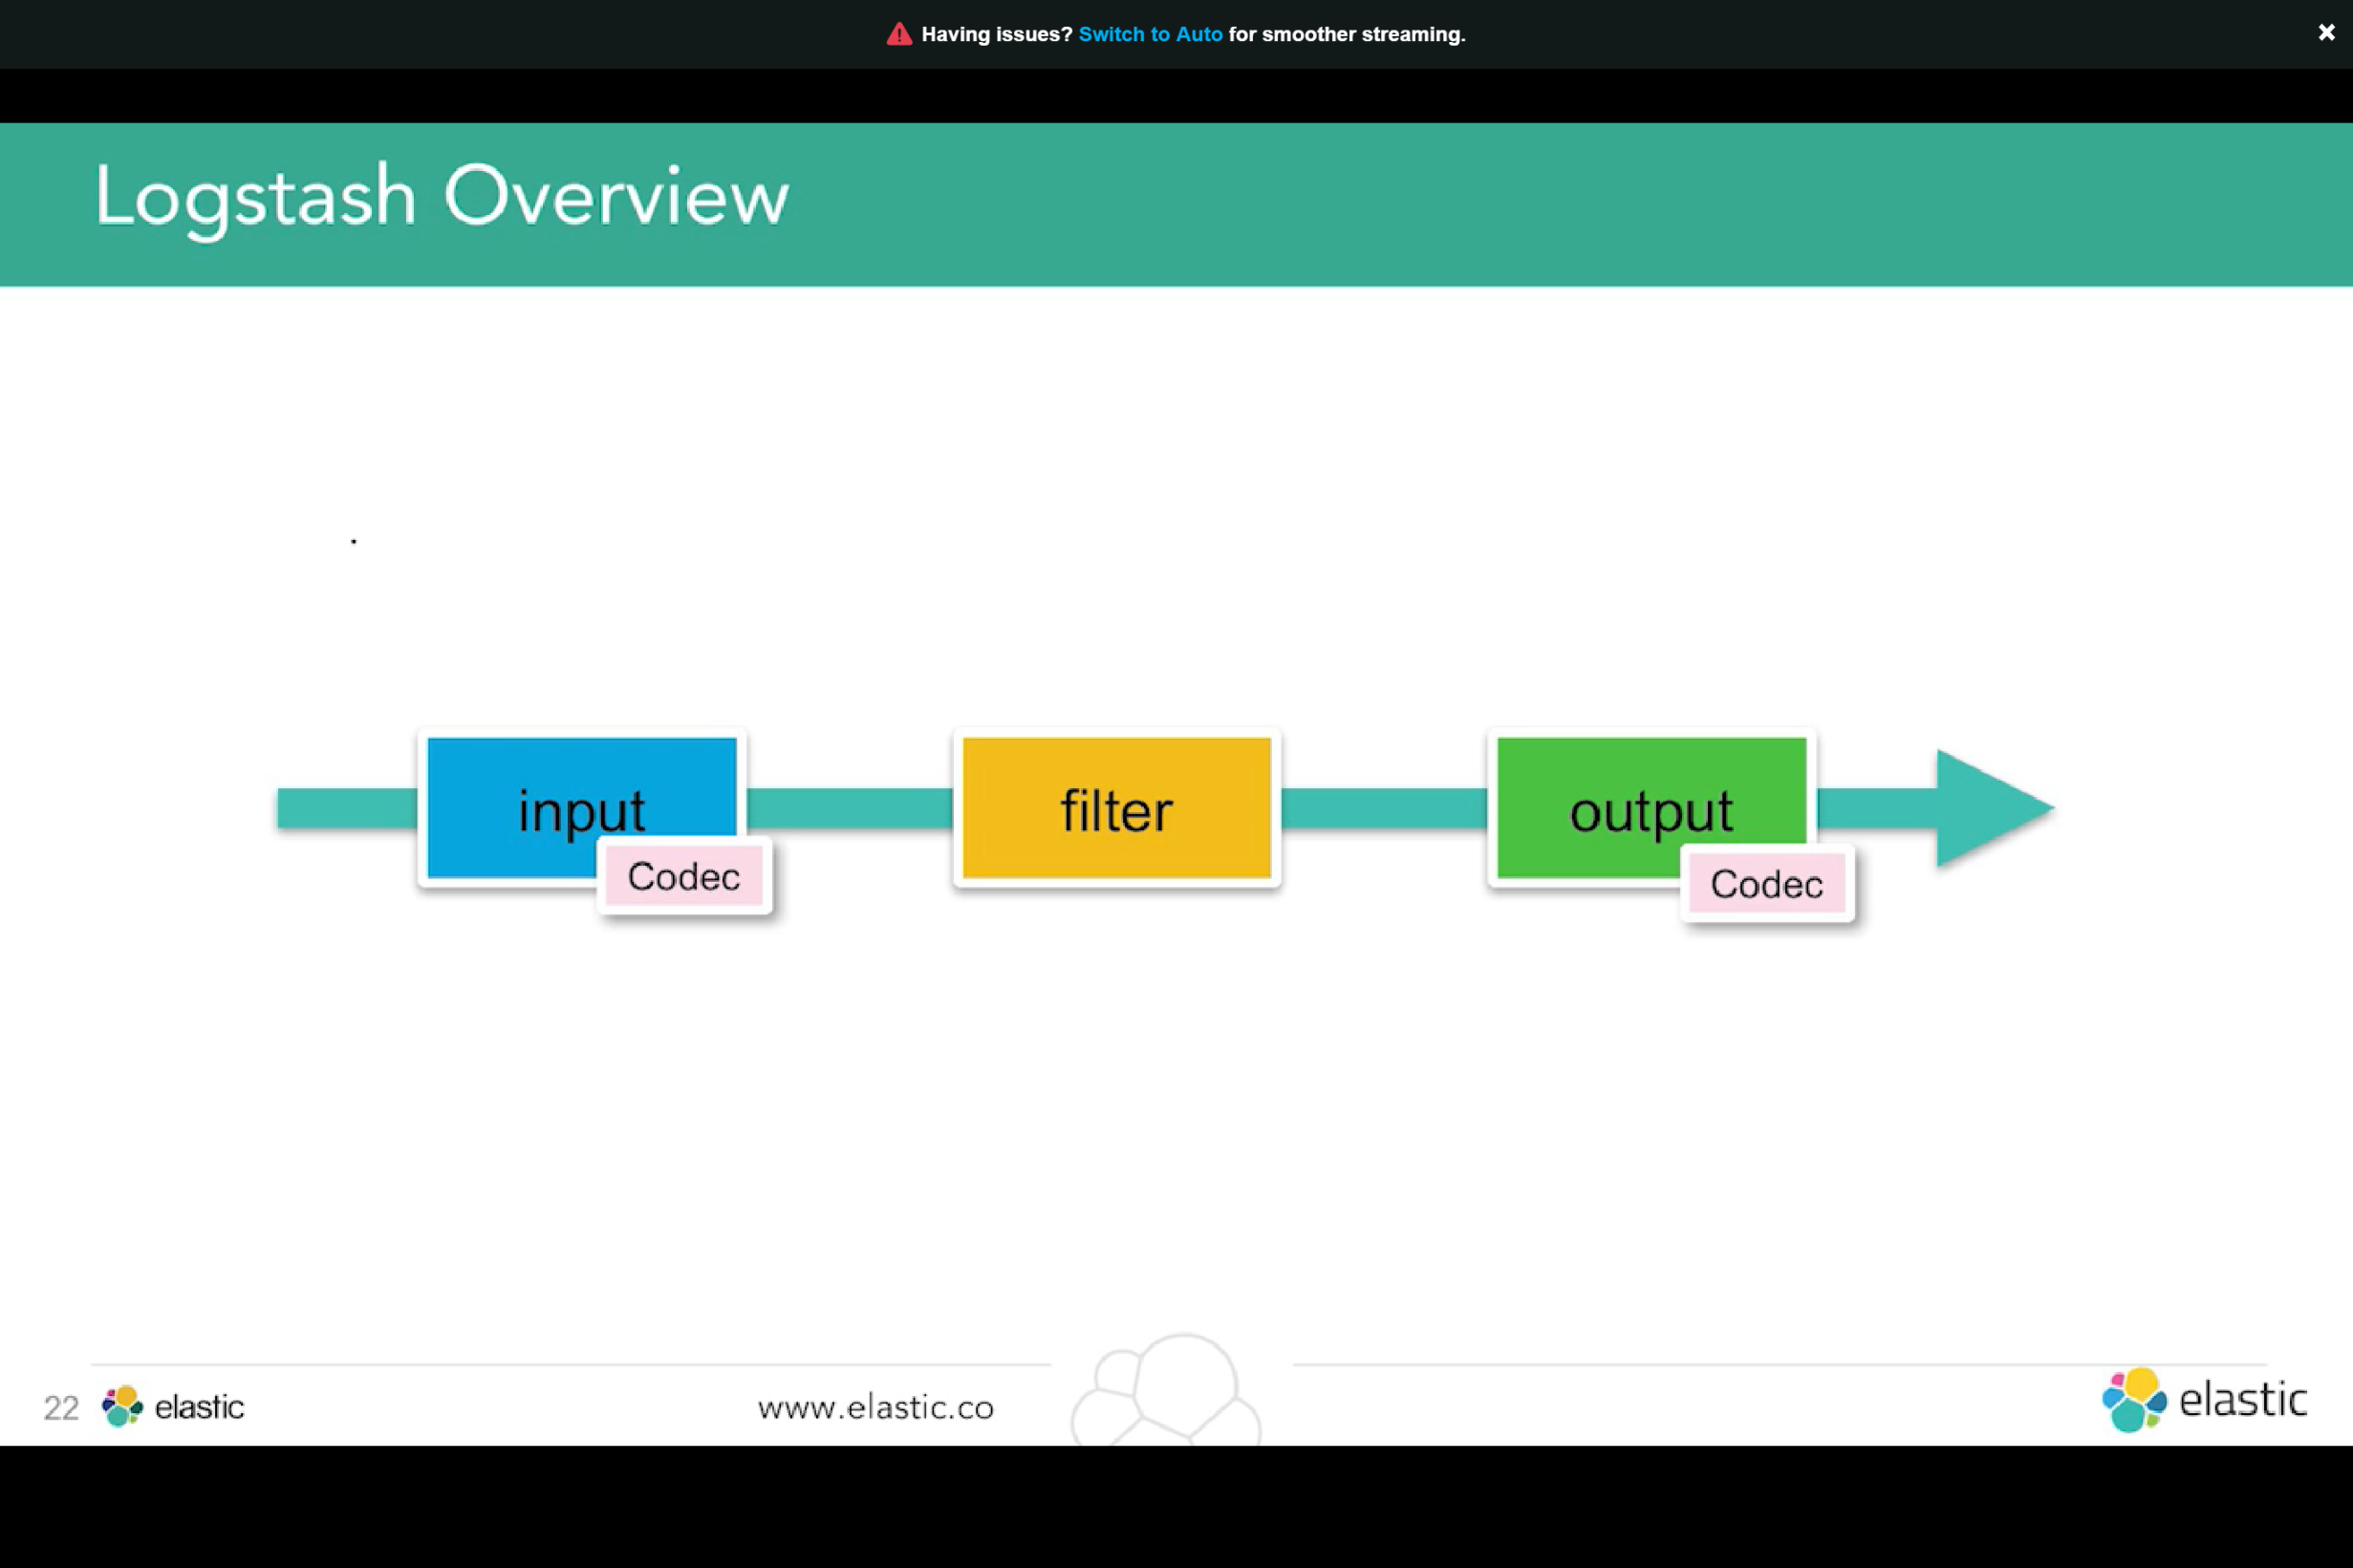 Having issues? Switch to Auto for smoother streaming.
Logstash Overview
input
Codec
filter
output
Codec
22 elastic
www.elastic.co
elastic